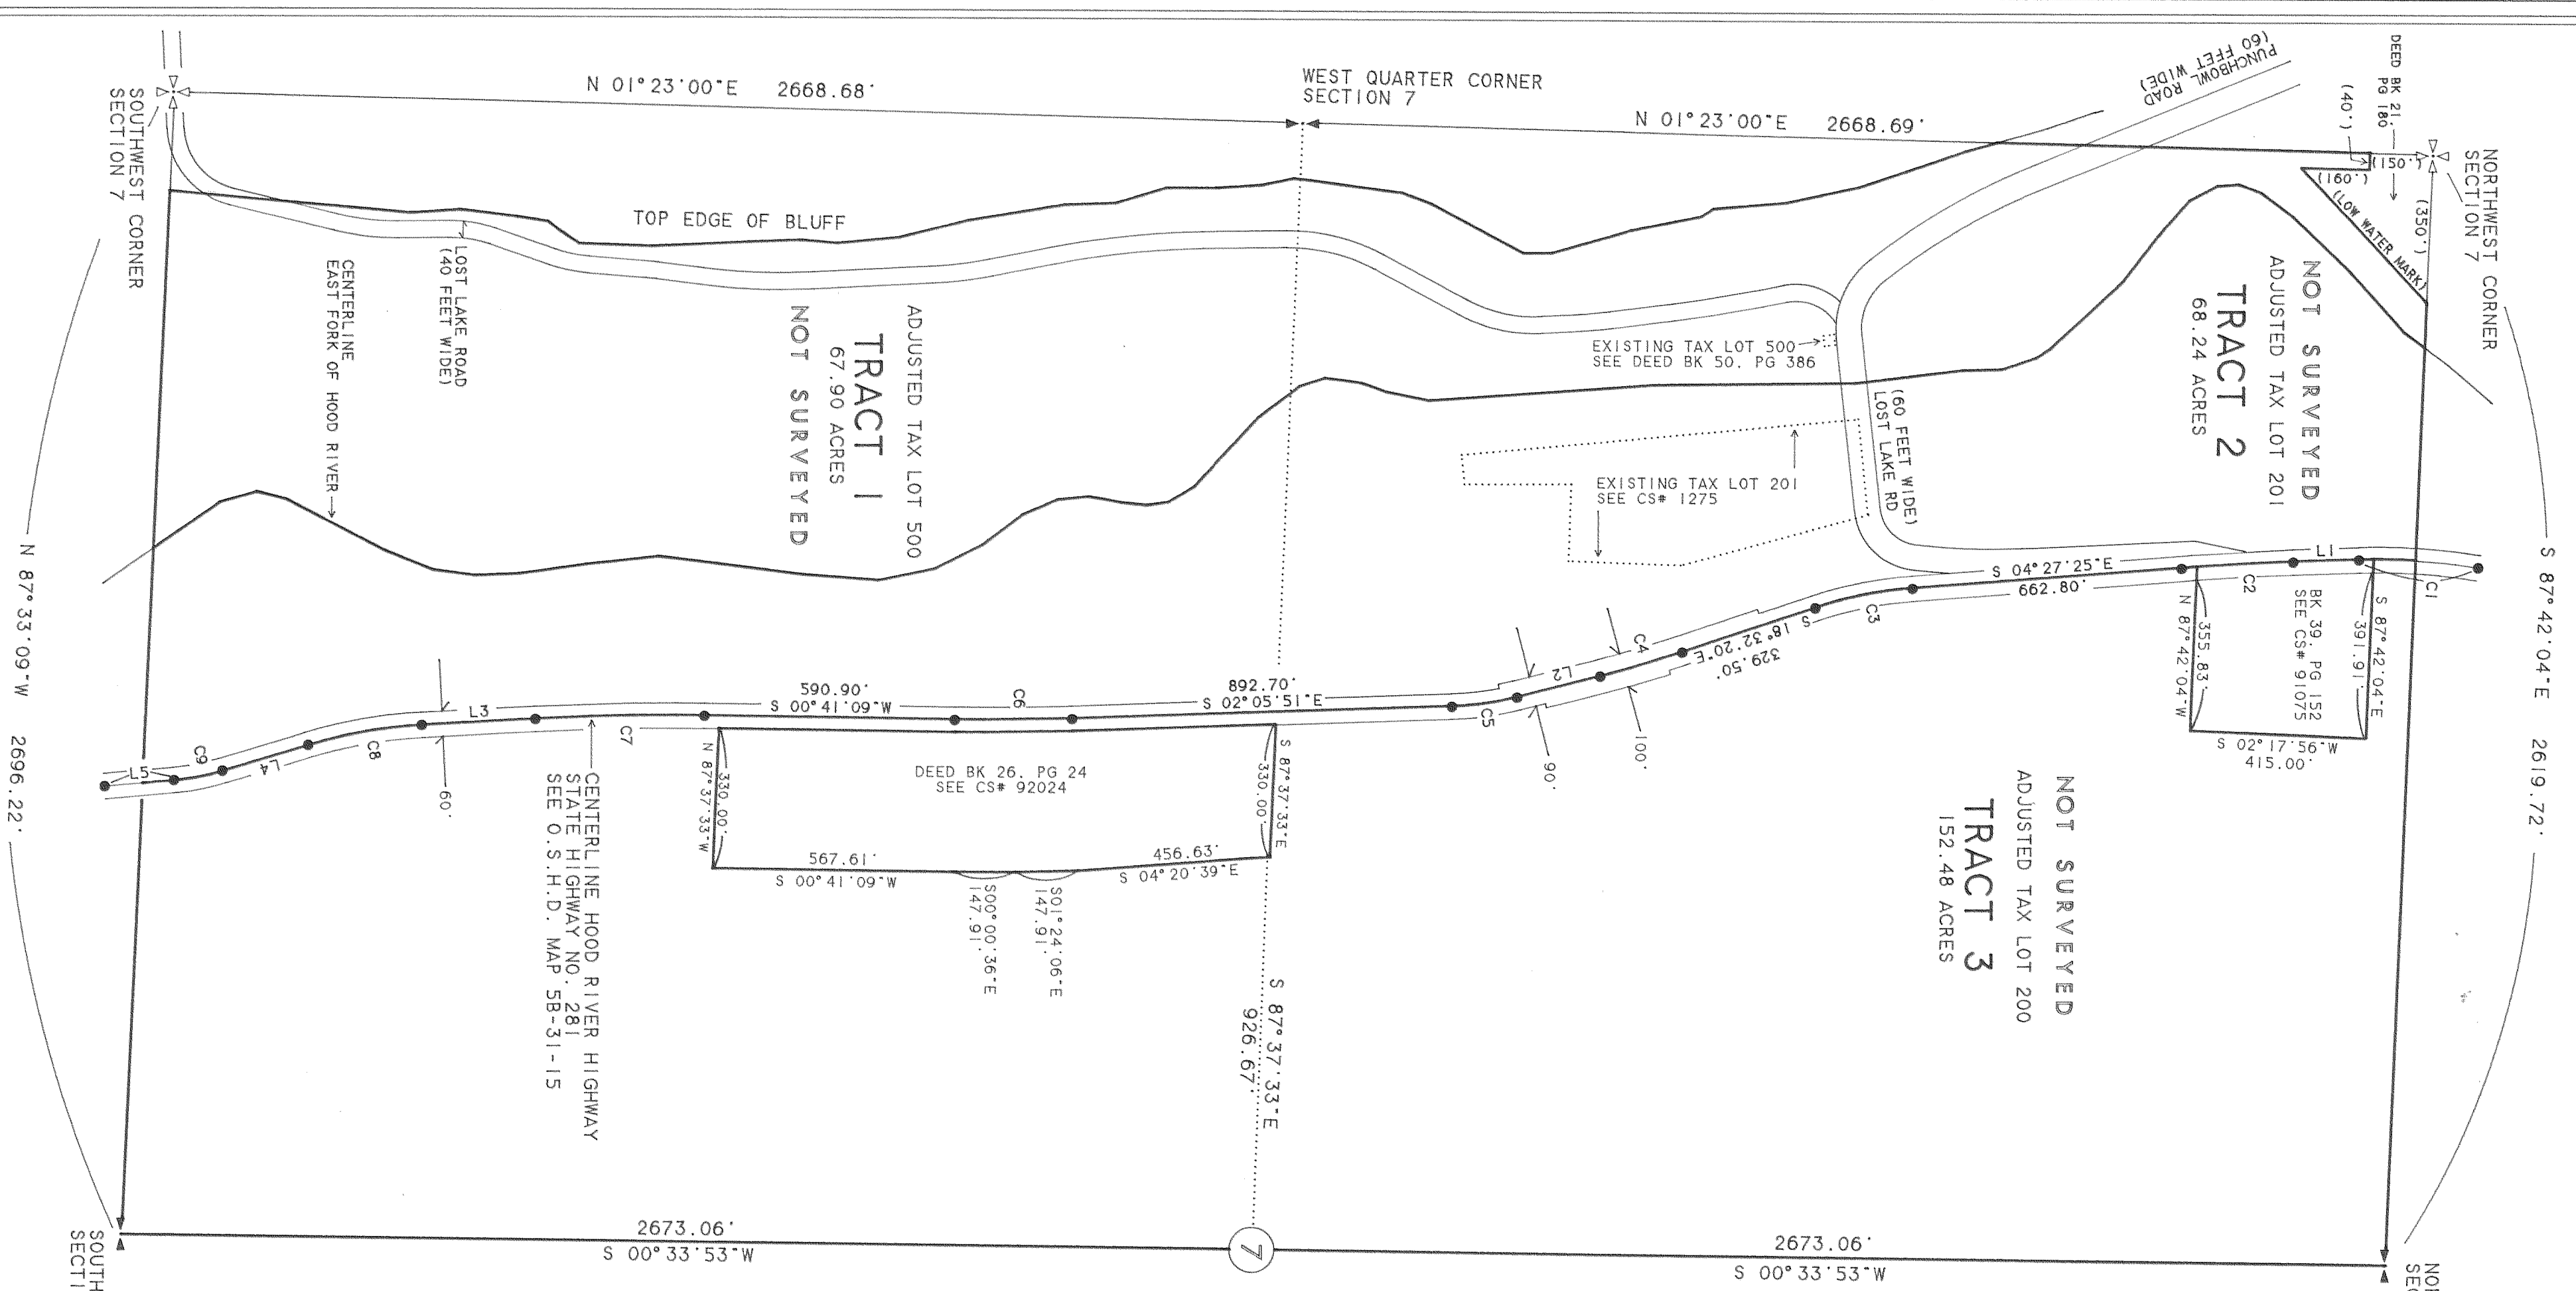 N 01°23'00"E 2668.68'
WEST QUARTER CORNER
SECTION 7
N 01°23'00"E 2668.69'
PUNCHBOWL
ROAD
(60 FEET WIDE)
DEED BK 21.
PG 180
(40')
(150')
(160')
(LOW WATER MARK)
(350')
NORTHWEST CORNER
SECTION 7
SOUTHWEST CORNER
SECTION 7
TOP EDGE OF BLUFF
LOST LAKE ROAD
(40 FEET WIDE)
CENTERLINE
EAST FORK OF HOOD RIVER
ADJUSTED TAX LOT 500
TRACT 1
67.90 ACRES
NOT SURVEYED
EXISTING TAX LOT 500
SEE DEED BK 50. PG 386
EXISTING TAX LOT 201
SEE CS# 1275
(60 FEET WIDE)
LOST LAKE RD
NOT SURVEYED
ADJUSTED TAX LOT 201
TRACT 2
68.24 ACRES
S 87°42'04"E 2619.72'
N 87°33'09"W 2696.22'
L1
C1
C2
S 04°27'25"E
662.08'
C3
S 18°32'20"E
329.50'
C4
L2
C5
100'
90'
BK 39. PG 152
SEE CS# 91075
S 87°42'04"E
391.91'
355.83'
N 87°42'04"W
S 02°17'56"W
415.00'
892.70'
S 02°05'15"E
C6
590.90'
S 00°41'09"W
C7
L3
C8
L4
C9
L5
60'
DEED BK 26. PG 24
SEE CS# 92024
S 87°37'33"E
330.00'
330.00'
N 87°37'33"W
567.61'
S 00°41'09"W
456.63'
S 04°20'39"E
S01°24'06"E
147.91'
S00°00'36"E
147.91'
CENTERLINE HOOD RIVER HIGHWAY
STATE HIGHWAY NO. 281
SEE O.S.H.D. MAP 5B-31-15
S 87°37'33"E
926.67'
NOT SURVEYED
ADJUSTED TAX LOT 200
TRACT 3
152.48 ACRES
2673.06'
S 00°33'53"W
7
2673.06'
S 00°33'53"W
SOUTH
SECTI
NOR
SEC